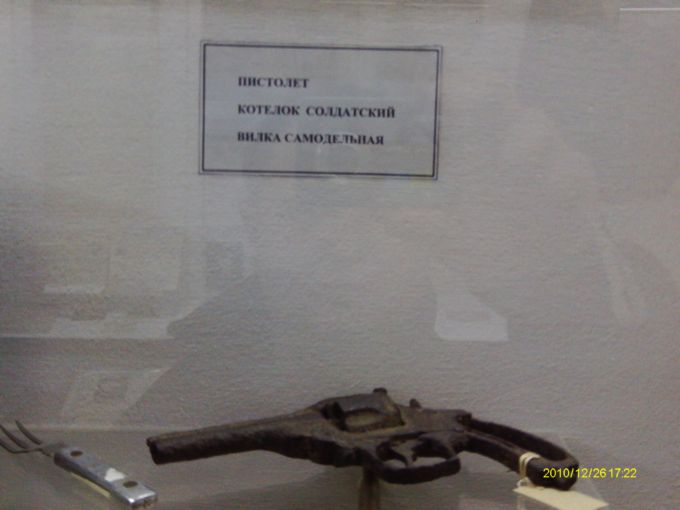 ПИСТОЛЕТ
КОТЕЛОК СОЛДАТСКИЙ
ВИЛКА САМОДЕЛЬНАЯ
2010/12/26 17:22